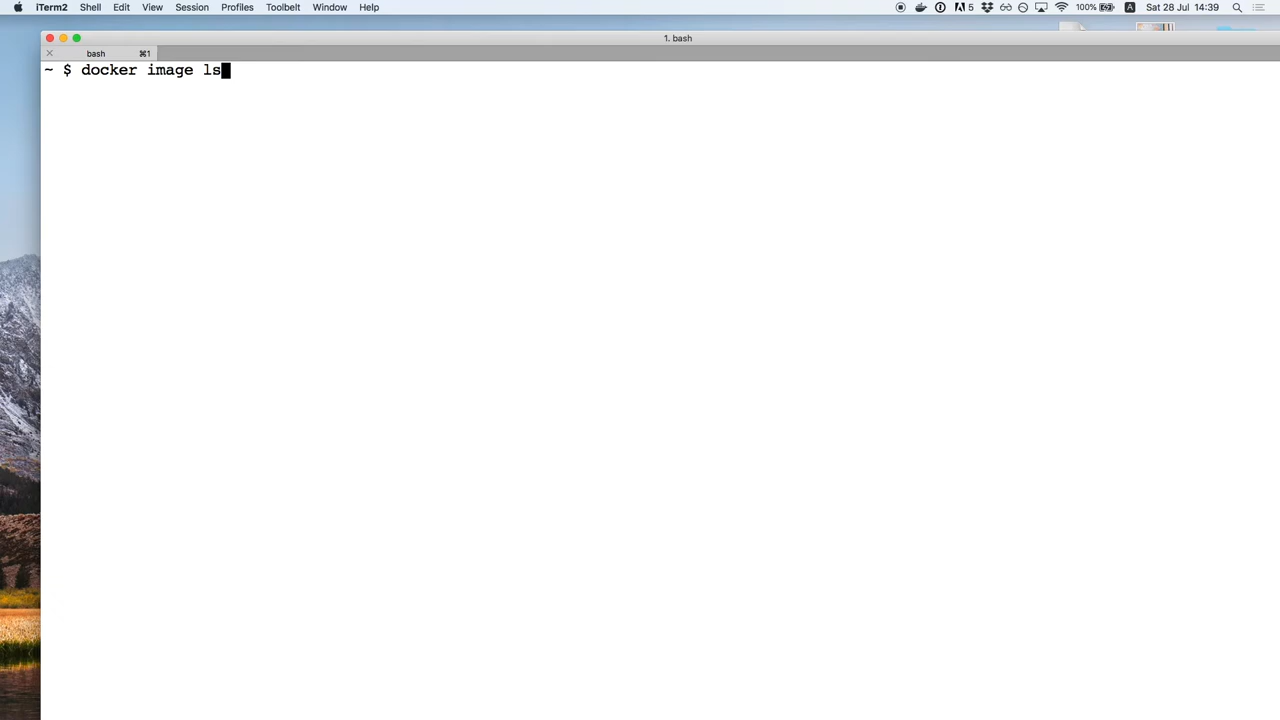 iTerm2 Shell Edit View Session Profiles Toolbelt Window Help 5 100% A Sat 28 Jul 14:39
1. bash
bash ⌘1
~ $ docker image ls